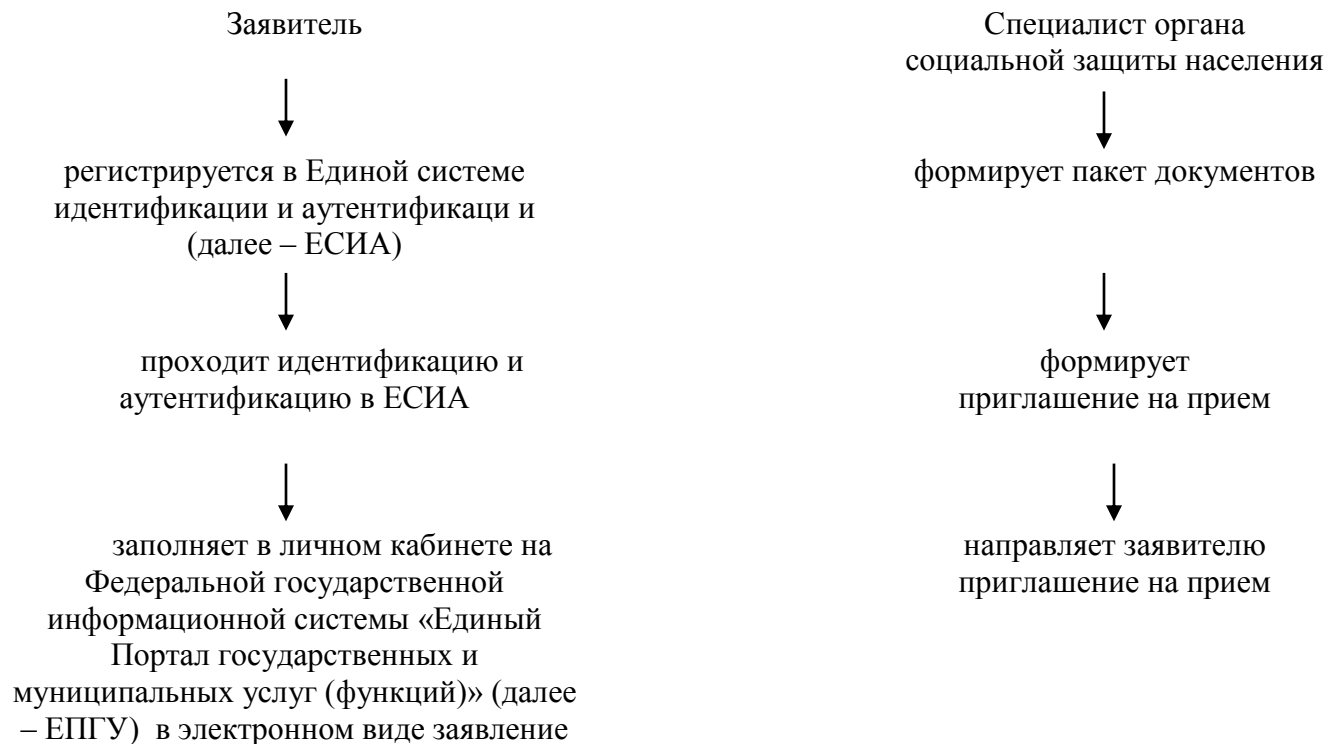 Заявитель
регистрируется в Единой системе
идентификации и аутентификаци и
(далее – ЕСИА)
проходит идентификацию и
аутентификацию в ЕСИА
заполняет в личном кабинете на
Федеральной государственной
информационной системы «Единый
Портал государственных и
муниципальных услуг (функций)» (далее
– ЕПГУ) в электронном виде заявление
Специалист органа
социальной защиты населения
формирует пакет документов
формирует
приглашение на прием
направляет заявителю
приглашение на прием